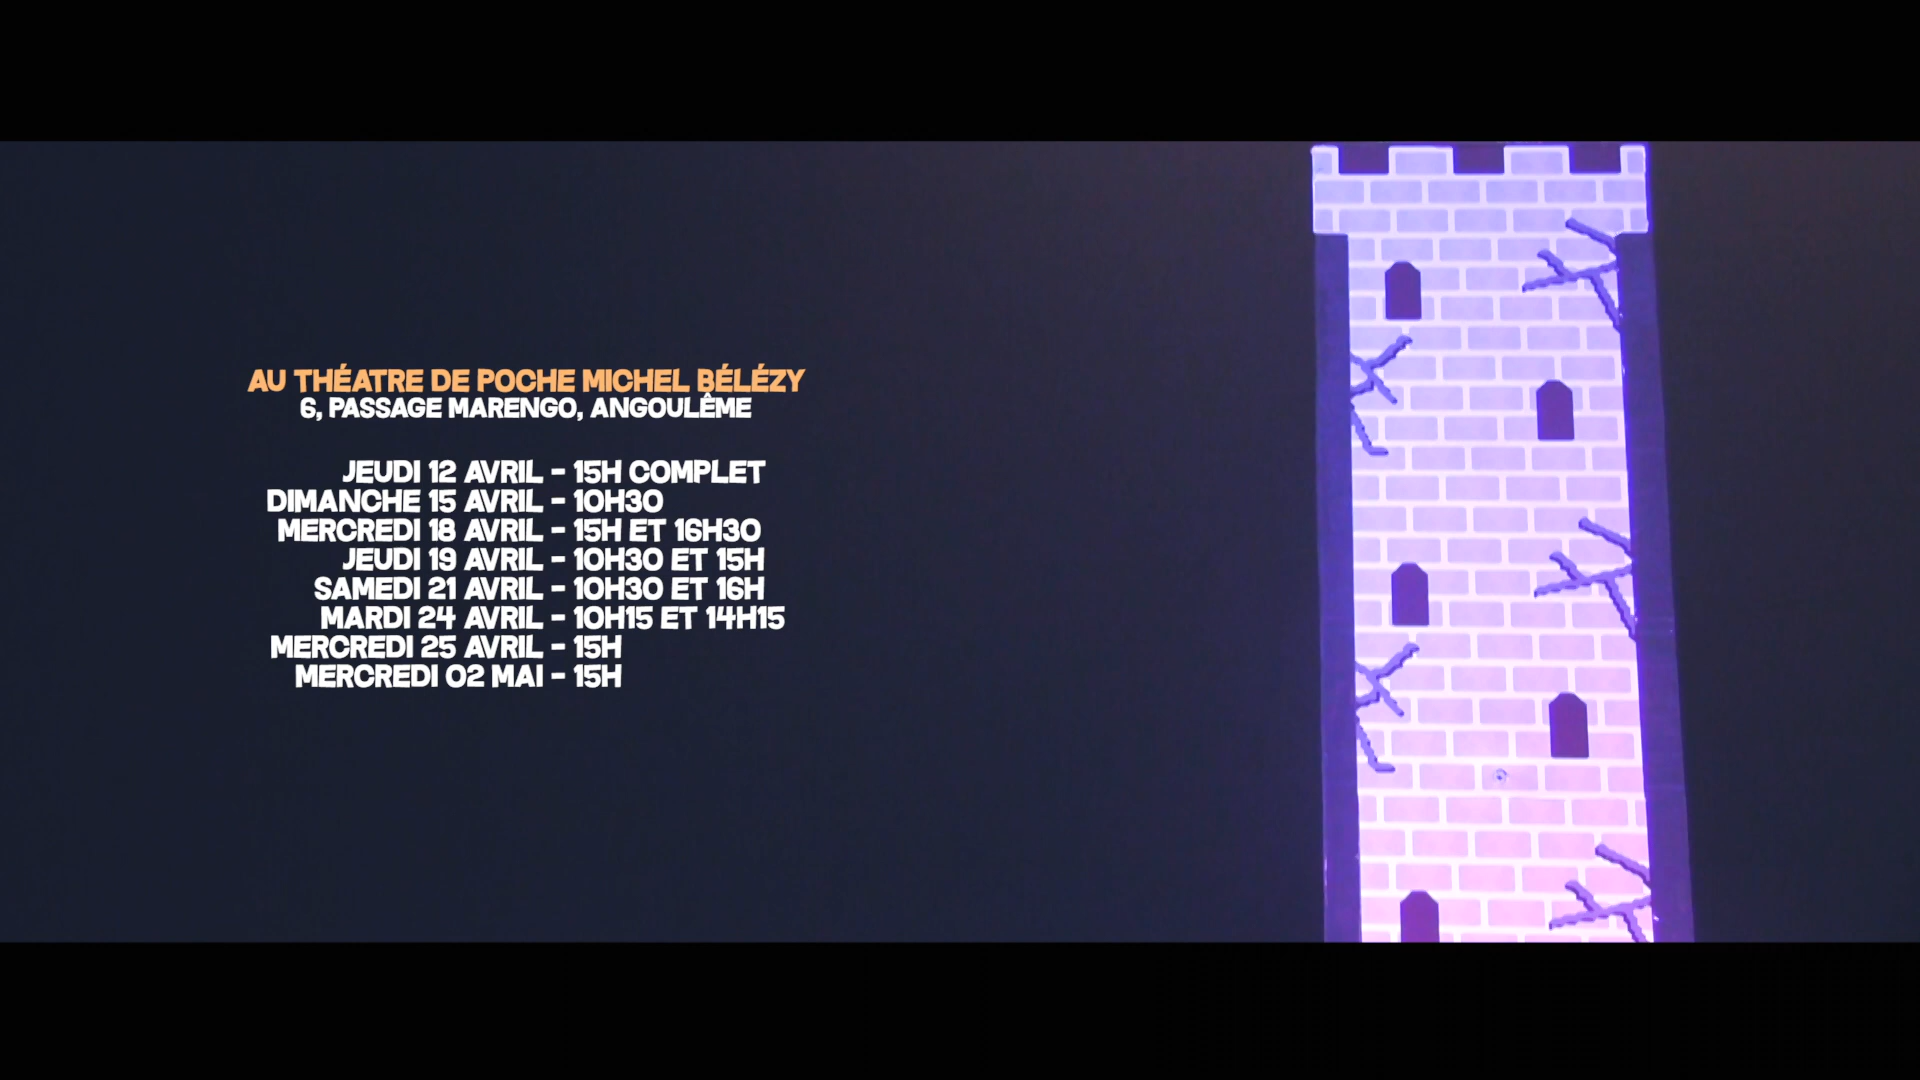 AU THÉATRE DE POCHE MICHEL BÉLÉZY
6, PASSAGE MARENGO, ANGOULÊME
JEUDI 12 AVRIL - 15H COMPLET
DIMANCHE 15 AVRIL - 10H30
MERCREDI 18 AVRIL - 15H ET 16H30
JEUDI 19 AVRIL - 10H30 ET 15H
SAMEDI 21 AVRIL - 10H30 ET 16H
MARDI 24 AVRIL - 10H15 ET 14H15
MERCREDI 25 AVRIL - 15H
MERCREDI 02 MAI - 15H